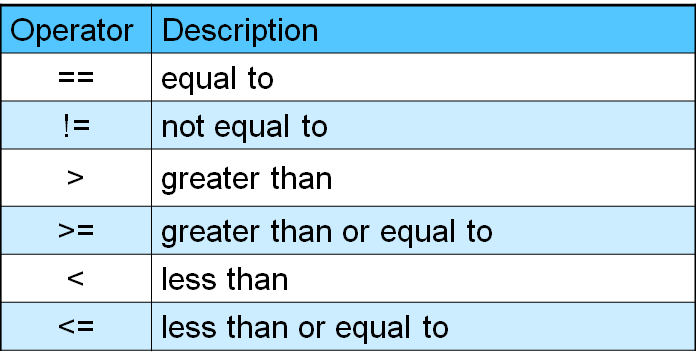 Operator Description
== equal to
!= not equal to
> greater than
>= greater than or equal to
< less than
<= less than or equal to